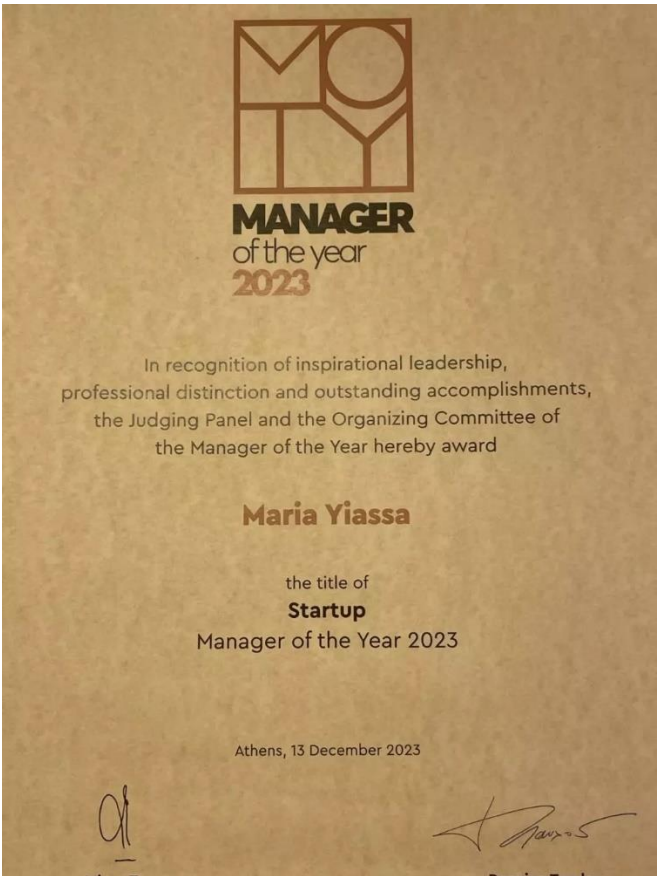 MOTY
MANAGER
of the year
2023
In recognition of inspirational leadership,
professional distinction and outstanding accomplishments,
the Judging Panel and the Organizing Committee of
the Manager of the Year hereby award
Maria Yiassa
the title of
Startup
Manager of the Year 2023
Athens, 13 December 2023